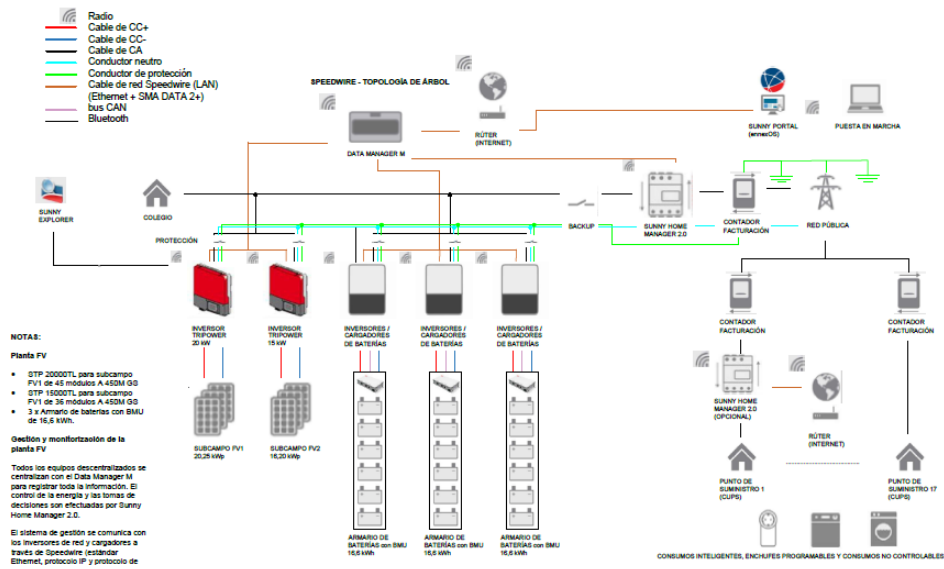 Radio
Cable de CC+
Cable de CC-
Cable de CA
Conductor neutro
Conductor de protección
Cable de red Speedwire (LAN)
(Ethernet + SMA DATA 2+)
bus CAN
Bluetooth
SPEEDWIRE - TOPOLOGÍA DE ÁRBOL
DATA MANAGER M
RÚTER
(INTERNET)
SUNNY PORTAL
(ennexOS)
PUESTA EN MARCHA
SUNNY
EXPLORER
COLEGIO
PROTECCIÓN
BACKUP
SUNNY HOME
MANAGER 2.0
CONTADOR
FACTURACIÓN
RED PÚBLICA
INVERSOR
TRIPOWER
20 kW
INVERSOR
TRIPOWER
15 kW
INVERSORES /
CARGADORES
DE BATERÍAS
INVERSORES /
CARGADORES
DE BATERÍAS
INVERSORES /
CARGADORES
DE BATERÍAS
CONTADOR
FACTURACIÓN
CONTADOR
FACTURACIÓN
SUBCAMPO FV1
20,25 kWp
SUBCAMPO FV2
16,20 kWp
SUNNY HOME
MANAGER 2.0
(OPCIONAL)
RÚTER
(INTERNET)
PUNTO DE
SUMINISTRO 1
(CUPS)
PUNTO DE
SUMINISTRO 17
(CUPS)
ARMARIO DE
BATERÍAS con BMU
16,6 kWh
ARMARIO DE
BATERÍAS con BMU
16,6 kWh
ARMARIO DE
BATERÍAS con BMU
16,6 kWh
CONSUMOS INTELIGENTES, ENCHUFES PROGRAMABLES Y CONSUMOS NO CONTROLABLES
NOTAS:
Planta FV
• STP 20000TL para subcampo
FV1 de 45 módulos A 450M GS
• STP 15000TL para subcampo
FV1 de 36 módulos A 450M GS
• 3 x Armario de baterías con BMU
de 16,6 kWh.
Gestión y monitorización de la
planta FV
Todos los equipos descentralizados se
centralizan con el Data Manager M
para registrar toda la información. El
control de la energía y las tomas de
decisiones son efectuadas por Sunny
Home Manager 2.0.
El sistema de gestión se comunica con
los inversores de red y cargadores a
través de Speedwire (estándar
Ethernet, protocolo IP y protocolo de